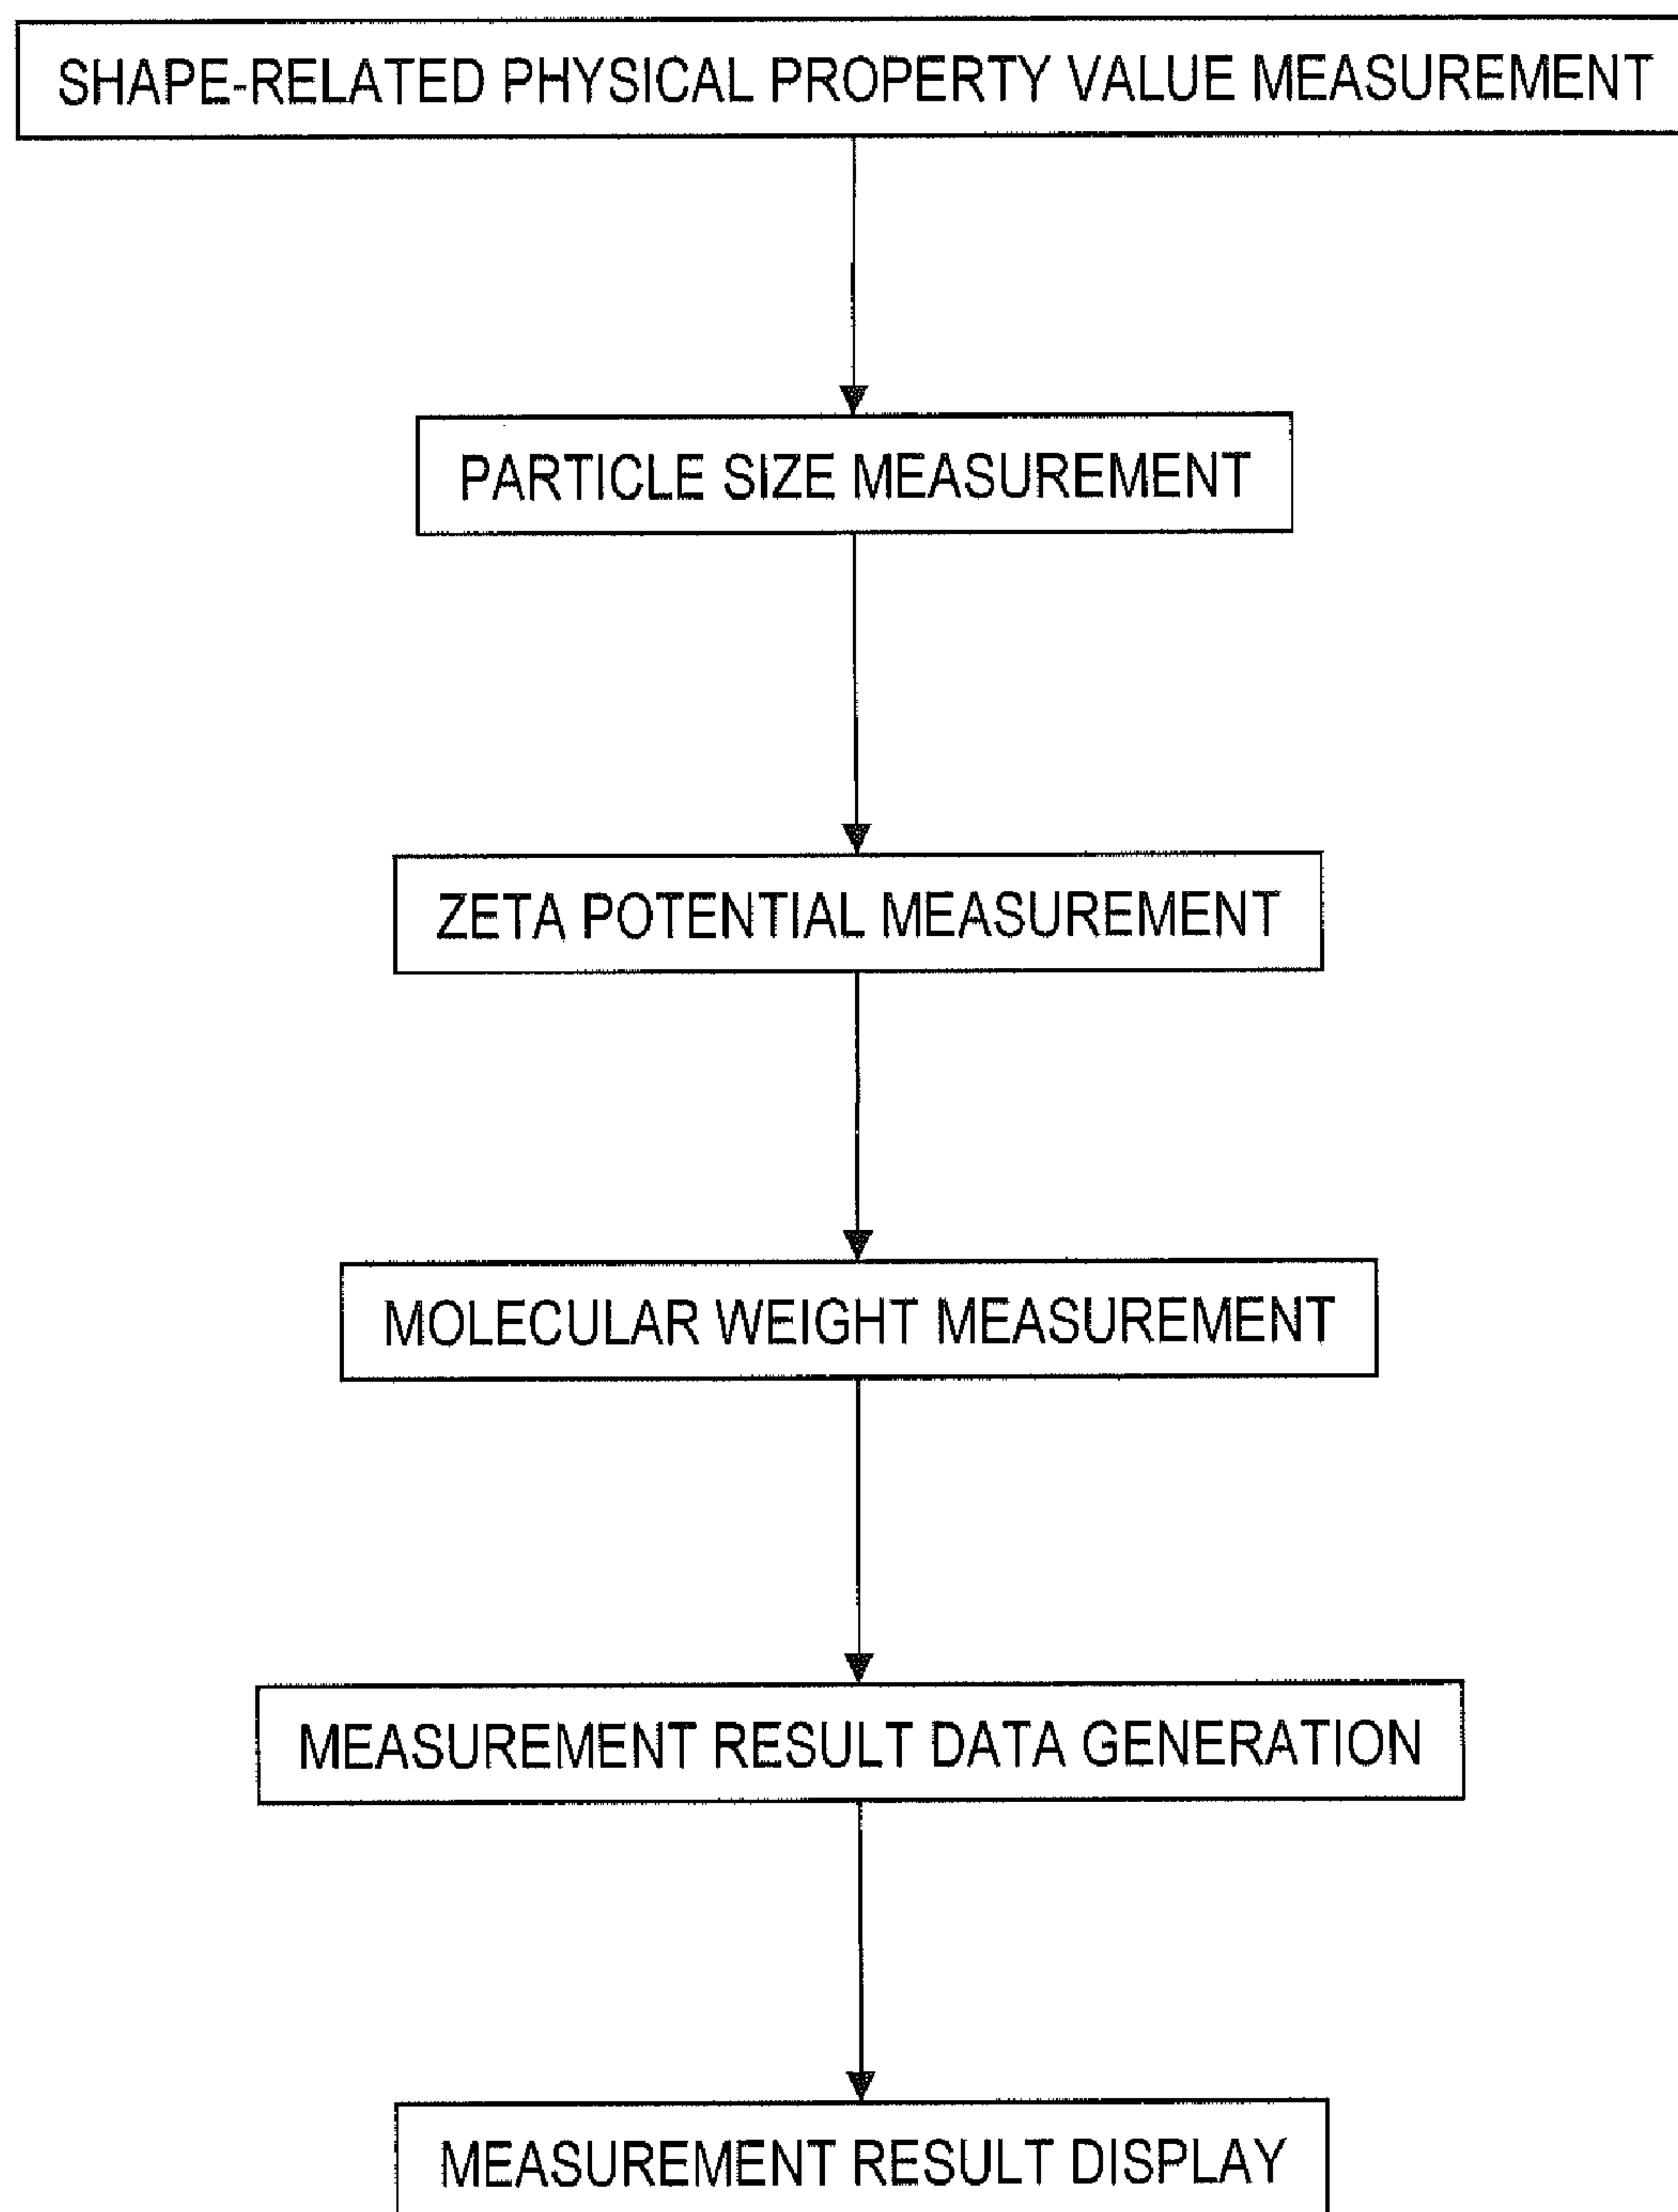 SHAPE-RELATED PHYSICAL PROPERTY VALUE MEASUREMENT
PARTICLE SIZE MEASUREMENT
ZETA POTENTIAL MEASUREMENT
MOLECULAR WEIGHT MEASUREMENT
MEASUREMENT RESULT DATA GENERATION
MEASUREMENT RESULT DISPLAY